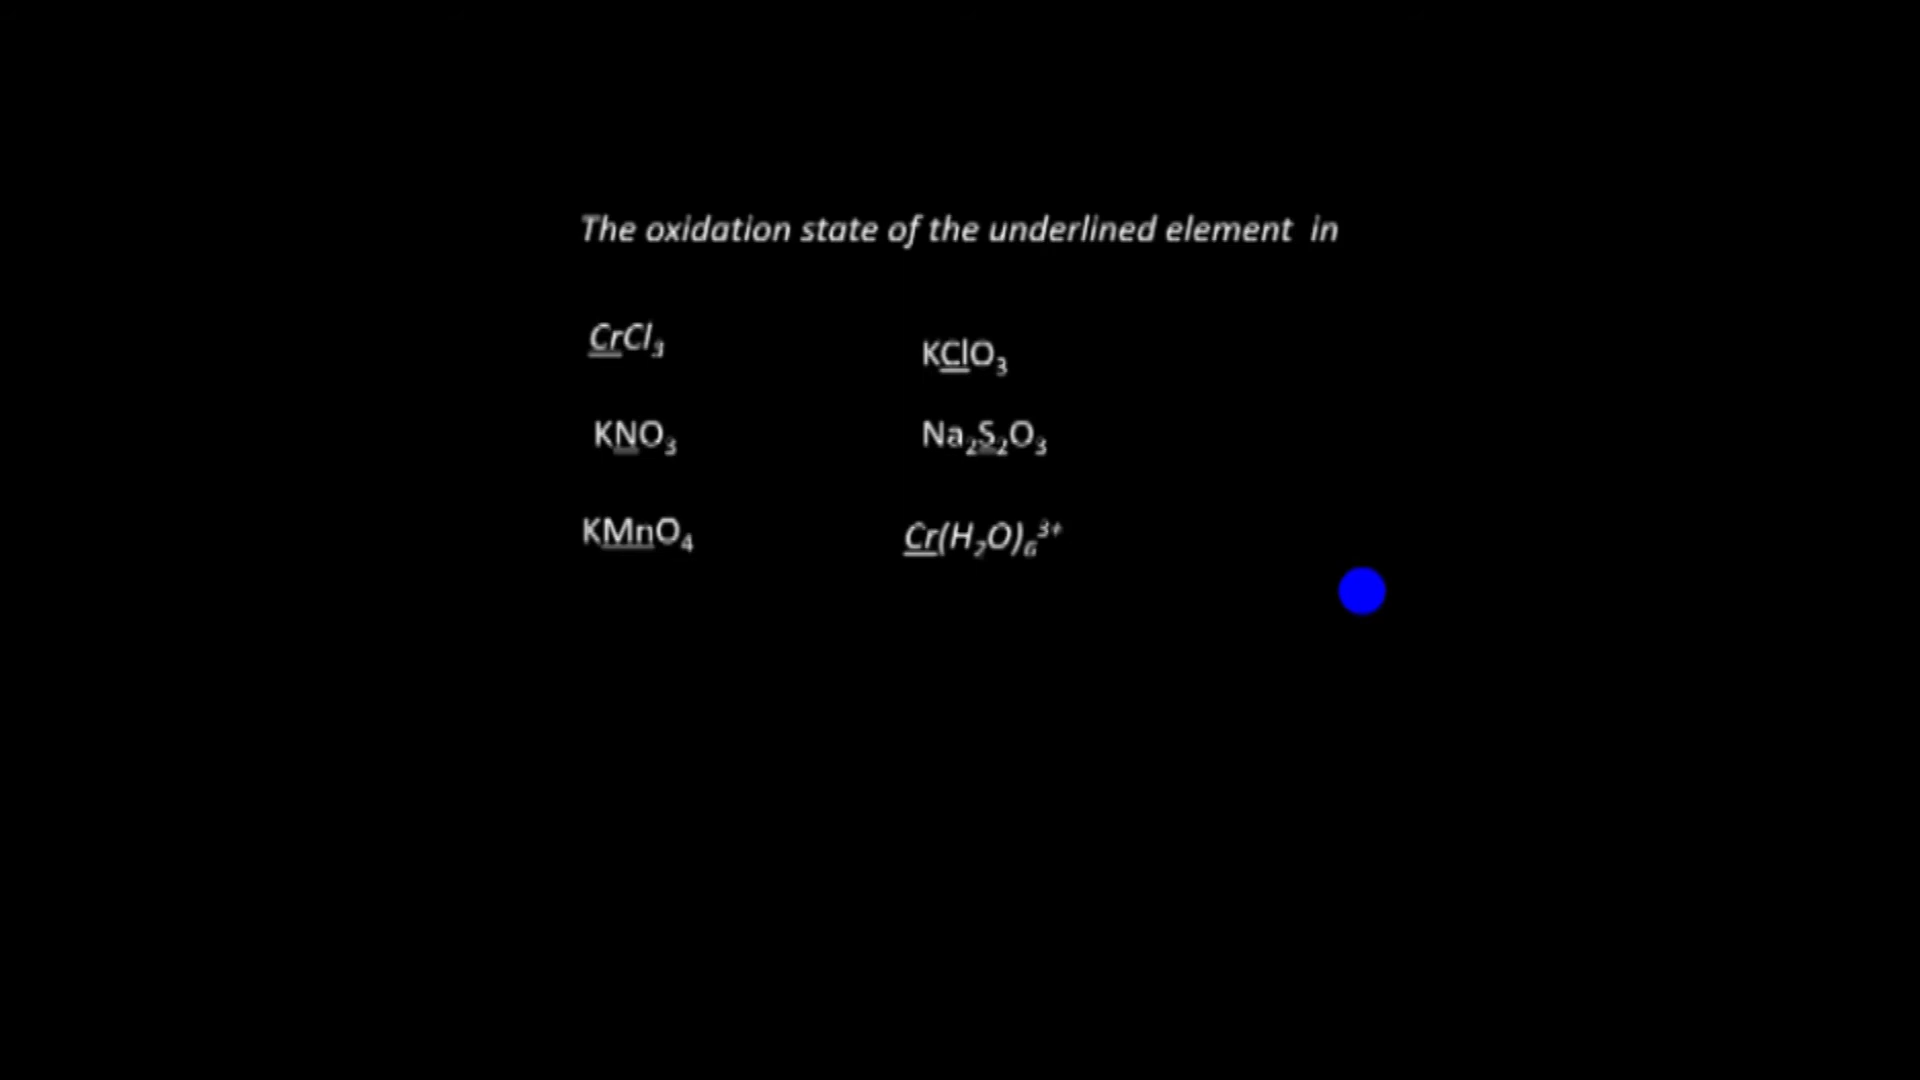 The oxidation state of the underlined element in
CrCl₃
KClO₃
KNO₃
Na₂S₂O₃
KMnO₄
Cr(H₂O)₆³⁺